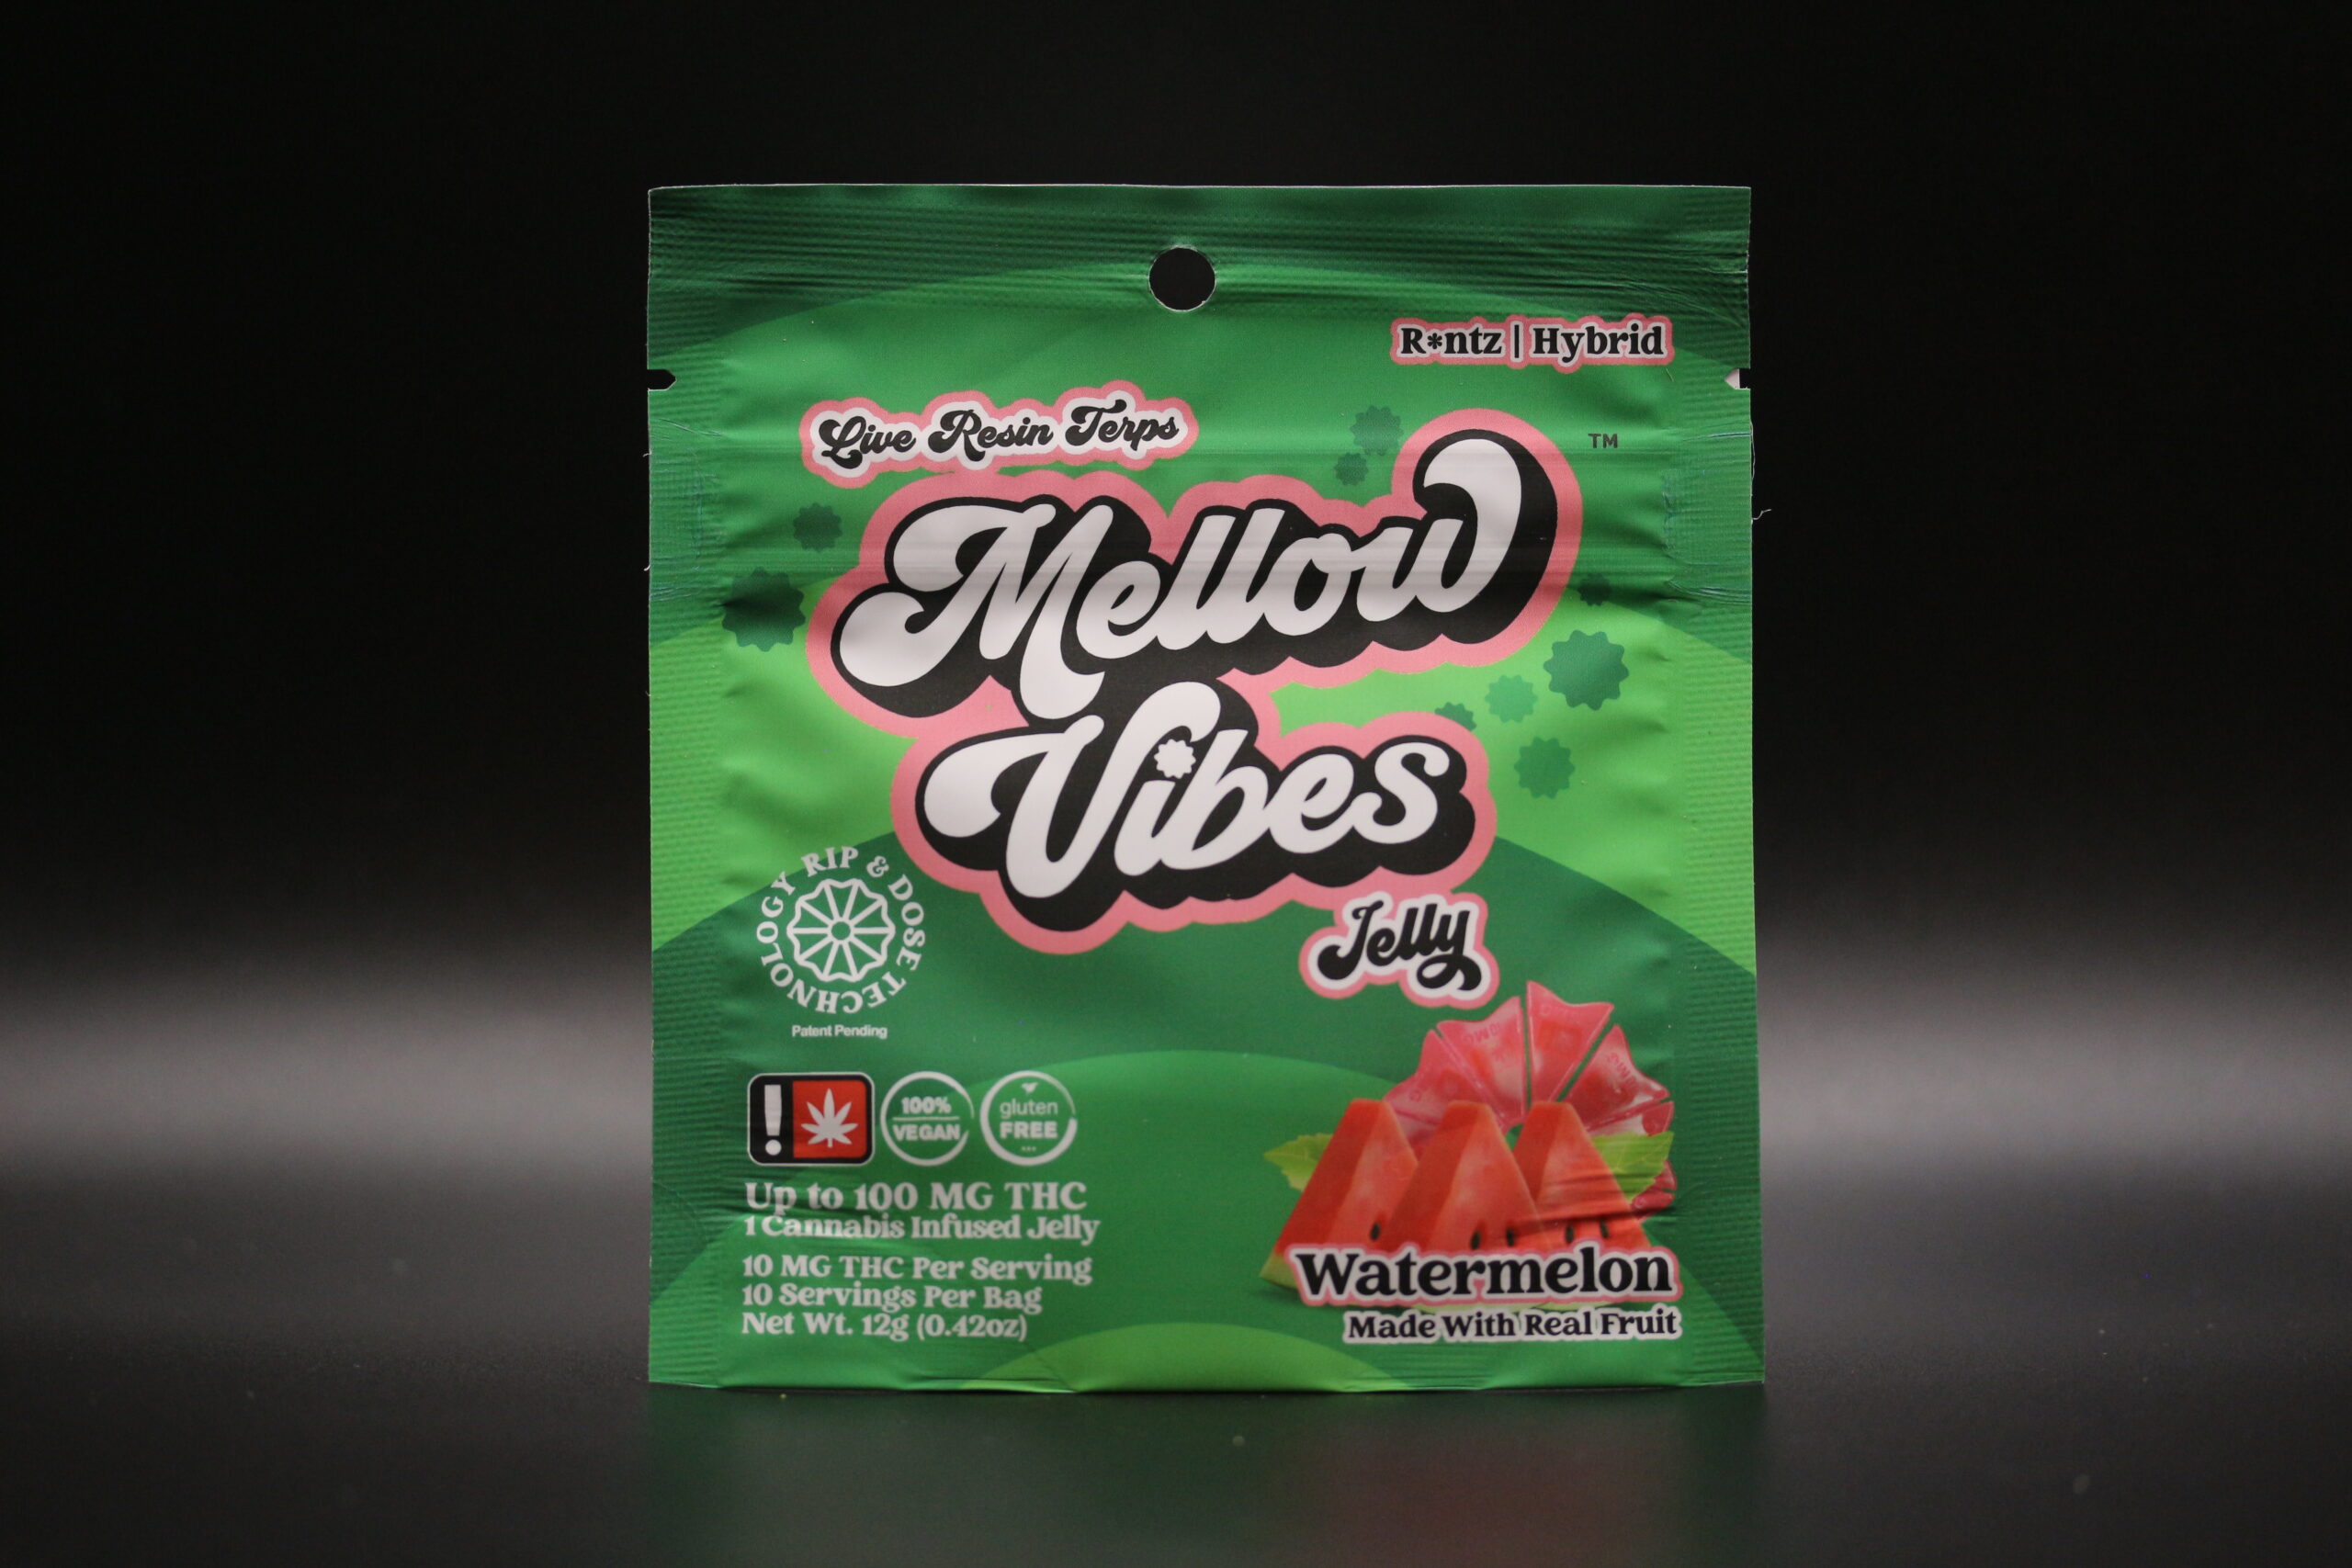 R*ntz | Hybrid
Live Resin Terps
TM
Mellow
Vibes
Jelly
RIP & DOSE TECHNOLOGY
Patent Pending
!
100%
VEGAN
gluten
FREE
Up to 100 MG THC
1 Cannabis Infused Jelly
10 MG THC Per Serving
10 Servings Per Bag
Net Wt. 12g (0.42oz)
Watermelon
Made With Real Fruit